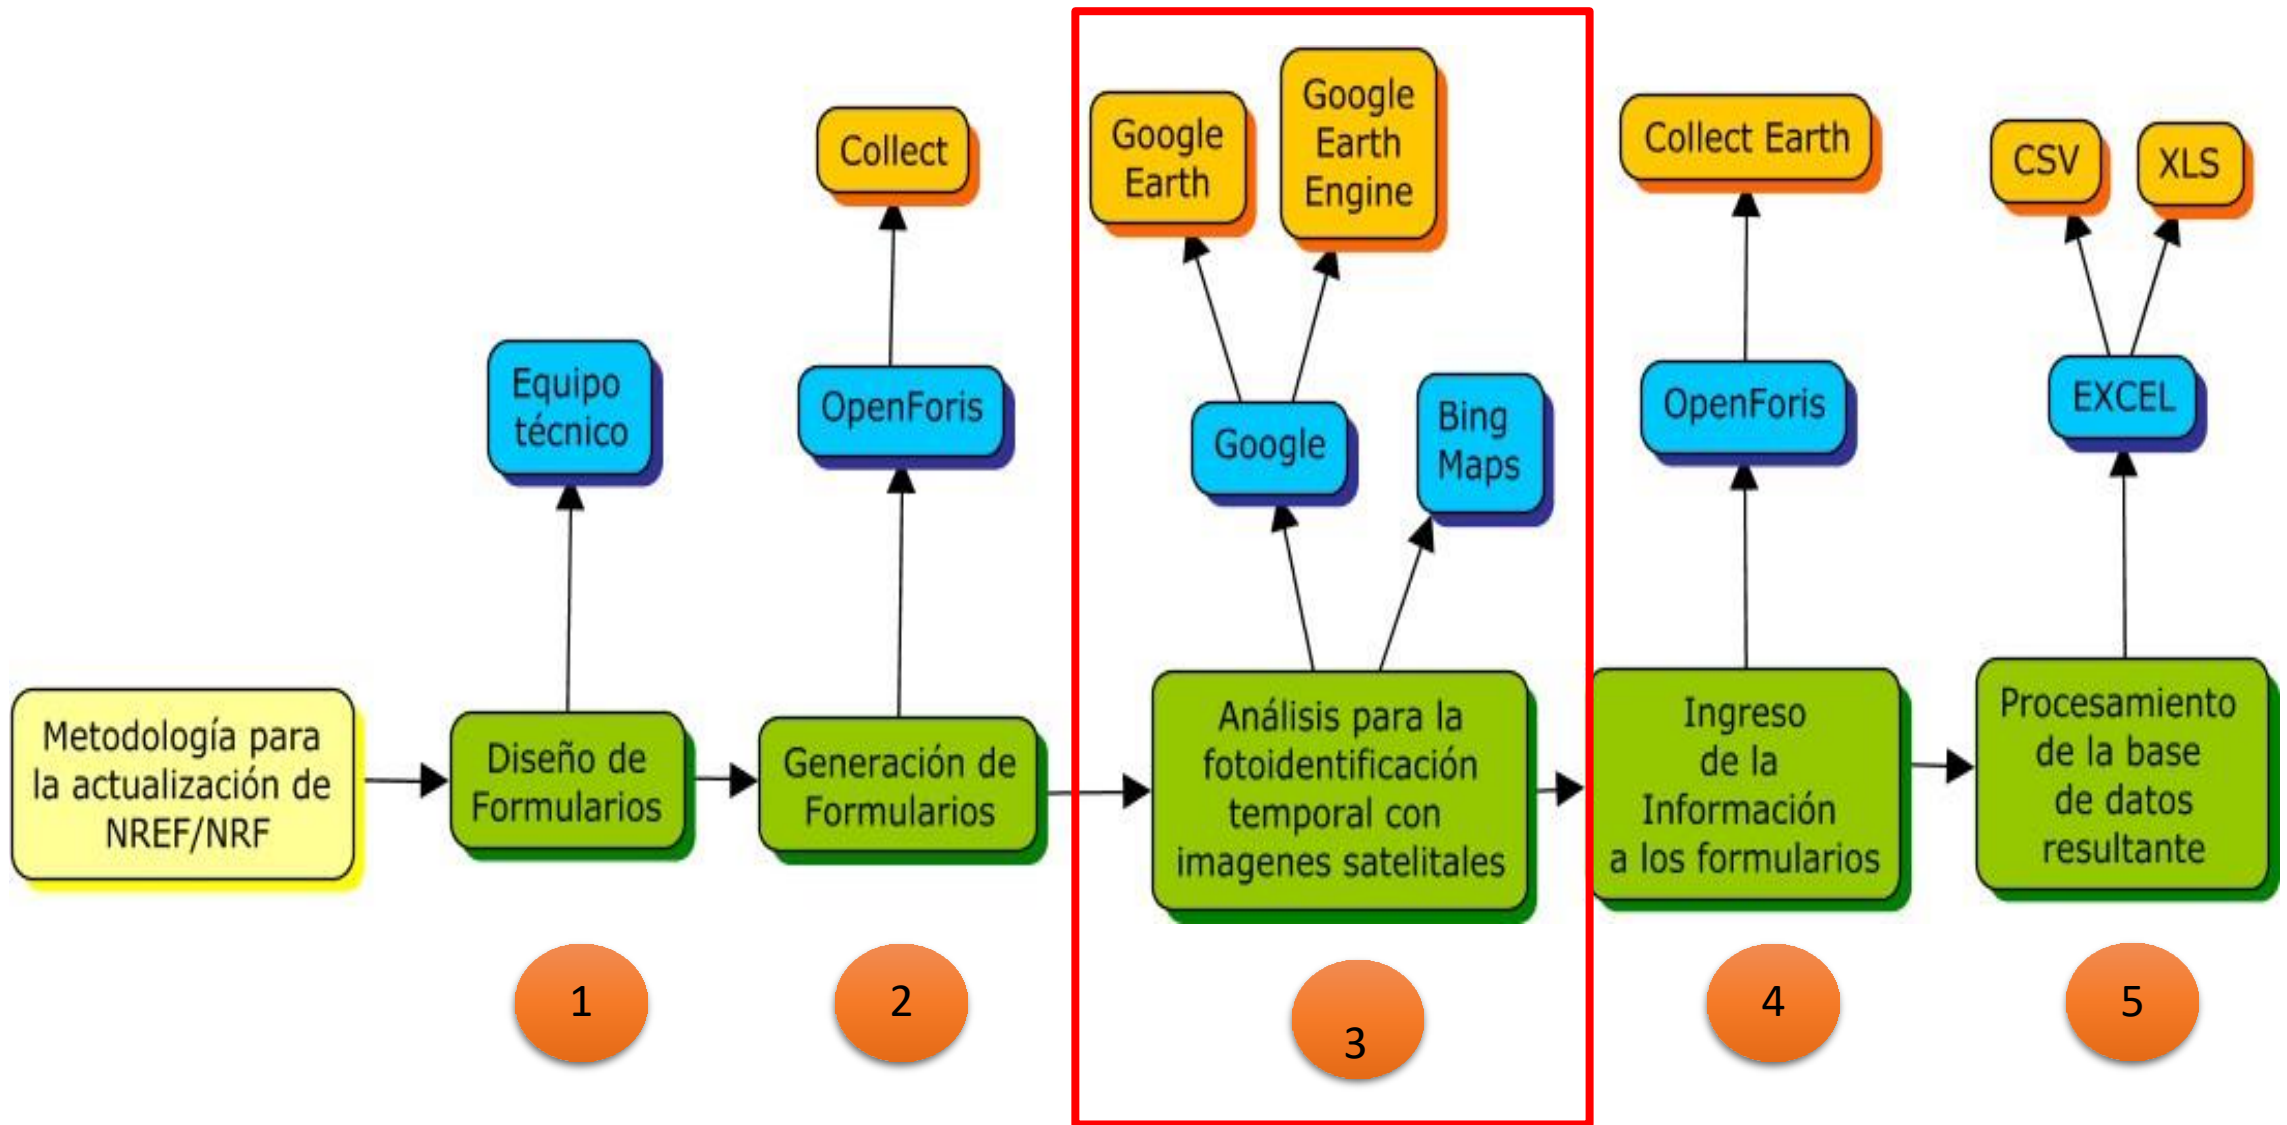 Collect
Google
Earth
Google
Earth
Engine
Collect Earth
CSV
XLS
Equipo
técnico
OpenForis
Google
Bing
Maps
OpenForis
EXCEL
Metodología para
la actualización de
NREF/NRF
Diseño de
Formularios
Generación de
Formularios
Análisis para la
fotoidentificación
temporal con
imagenes satelitales
Ingreso
de la
Información
a los formularios
Procesamiento
de la base
de datos
resultante
1
2
3
4
5